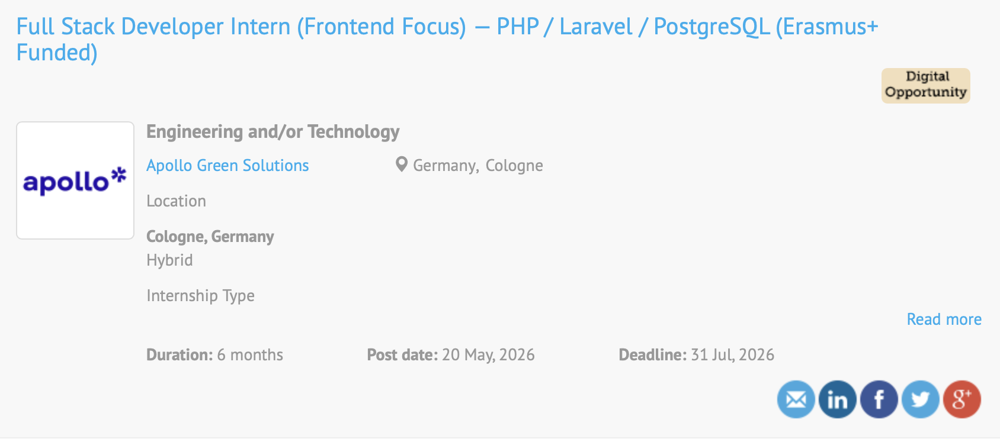 Full Stack Developer Intern (Frontend Focus) – PHP / Laravel / PostgreSQL (Erasmus+
Funded)
Digital
Opportunity
Engineering and/or Technology
Apollo Green Solutions
Germany, Cologne
apollo*
Location
Cologne, Germany
Hybrid
Internship Type
Read more
Duration: 6 months
Post date: 20 May, 2026
Deadline: 31 Jul, 2026
in
f
g+